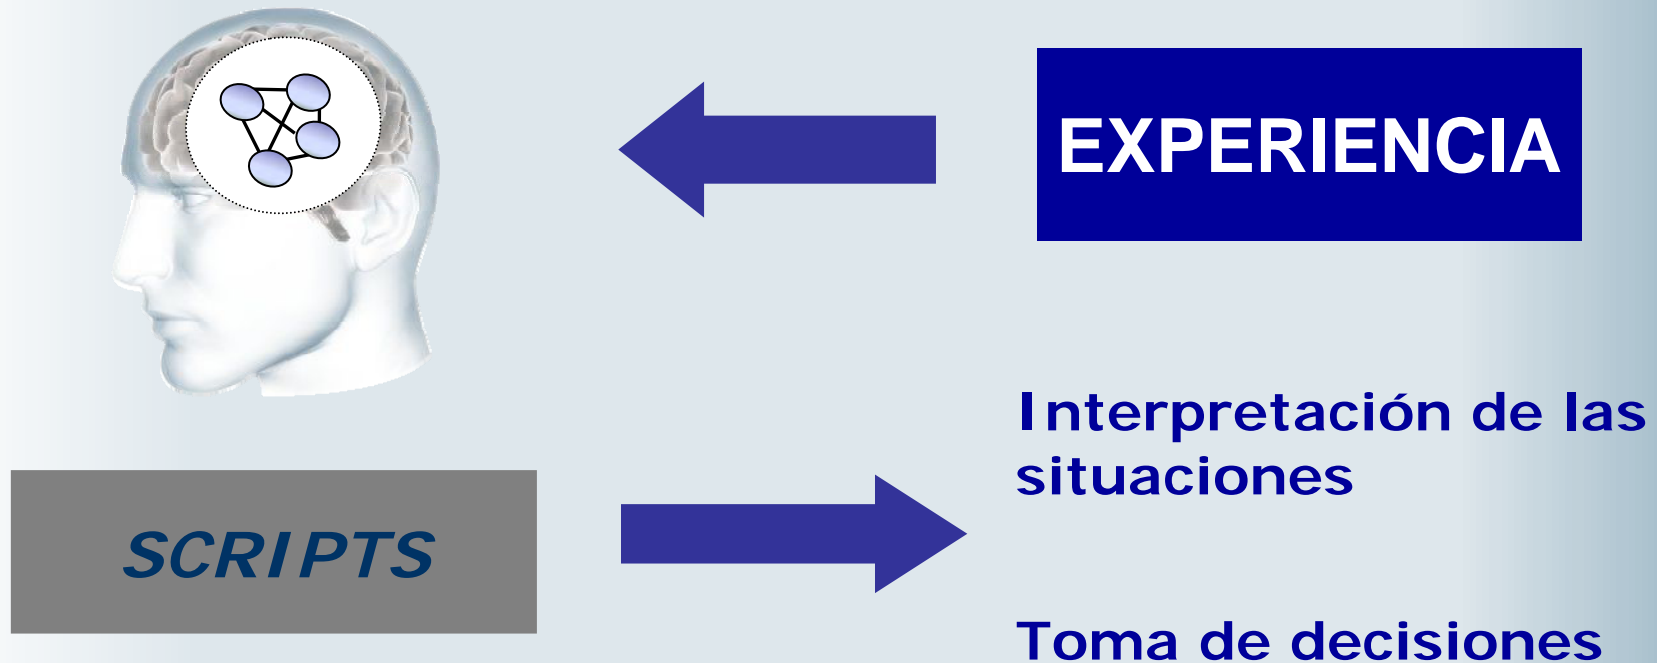 EXPERIENCIA
Interpretación de las
situaciones
SCRIPTS
Toma de decisiones